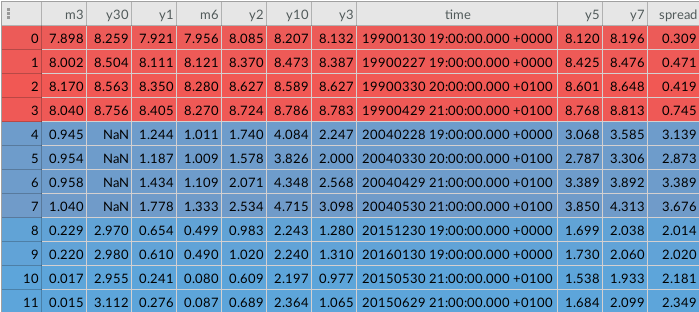 m3 y30 y1 m6 y2 y10 y3 time y5 y7 spread
0 7.898 8.259 7.921 7.956 8.085 8.207 8.132 19900130 19:00:00.000 +0000 8.120 8.196 0.309
1 8.002 8.504 8.111 8.121 8.370 8.473 8.387 19900227 19:00:00.000 +0000 8.425 8.476 0.471
2 8.170 8.563 8.350 8.280 8.627 8.589 8.627 19900330 20:00:00.000 +0100 8.601 8.648 0.419
3 8.040 8.756 8.405 8.270 8.724 8.786 8.783 19900429 21:00:00.000 +0100 8.768 8.813 0.745
4 0.945 NaN 1.244 1.011 1.740 4.084 2.247 20040228 19:00:00.000 +0000 3.068 3.585 3.139
5 0.954 NaN 1.187 1.009 1.578 3.826 2.000 20040330 20:00:00.000 +0100 2.787 3.306 2.873
6 0.958 NaN 1.434 1.109 2.071 4.348 2.568 20040429 21:00:00.000 +0100 3.389 3.892 3.389
7 1.040 NaN 1.778 1.333 2.534 4.715 3.098 20040530 21:00:00.000 +0100 3.850 4.313 3.676
8 0.229 2.970 0.654 0.499 0.983 2.243 1.280 20151230 19:00:00.000 +0000 1.699 2.038 2.014
9 0.220 2.980 0.610 0.490 1.020 2.240 1.310 20160130 19:00:00.000 +0000 1.730 2.060 2.020
10 0.017 2.955 0.241 0.080 0.609 2.197 0.977 20150530 21:00:00.000 +0100 1.538 1.933 2.181
11 0.015 3.112 0.276 0.087 0.689 2.364 1.065 20150629 21:00:00.000 +0100 1.684 2.099 2.349